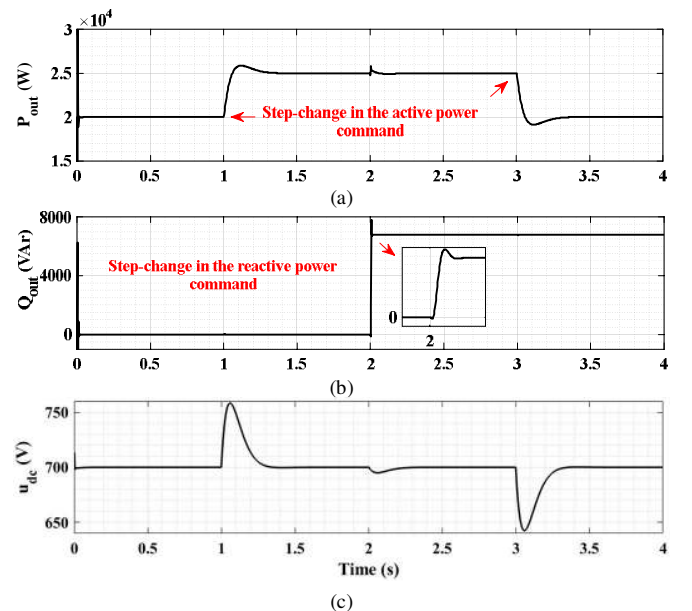 ×10⁴
P_out (W)
3
2.5
2
1.5
Step-change in the active power
command
0 0.5 1 1.5 2 2.5 3 3.5 4
(a)
Q_out (VAr)
8000
4000
0
Step-change in the reactive power
command
0
2
0 0.5 1 1.5 2 2.5 3 3.5 4
(b)
u_dc (V)
750
700
650
0 0.5 1 1.5 2 2.5 3 3.5 4
Time (s)
(c)